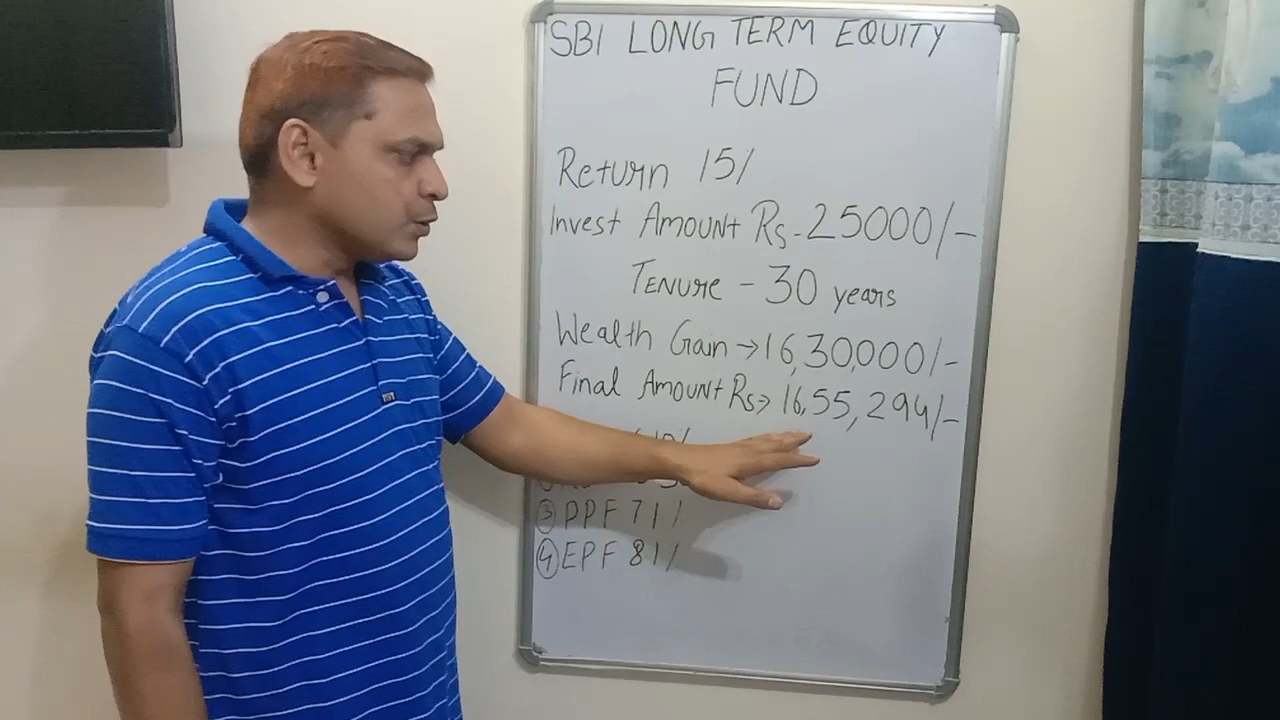 SBI LONG TERM EQUITY
FUND
Return 15%
Invest Amount Rs - 25000/-
Tenure - 30 years
Wealth Gain → 16,30,000/-
Final Amount Rs → 16,55,294/-
③ PPF 7 1%
④ EPF 8 1%